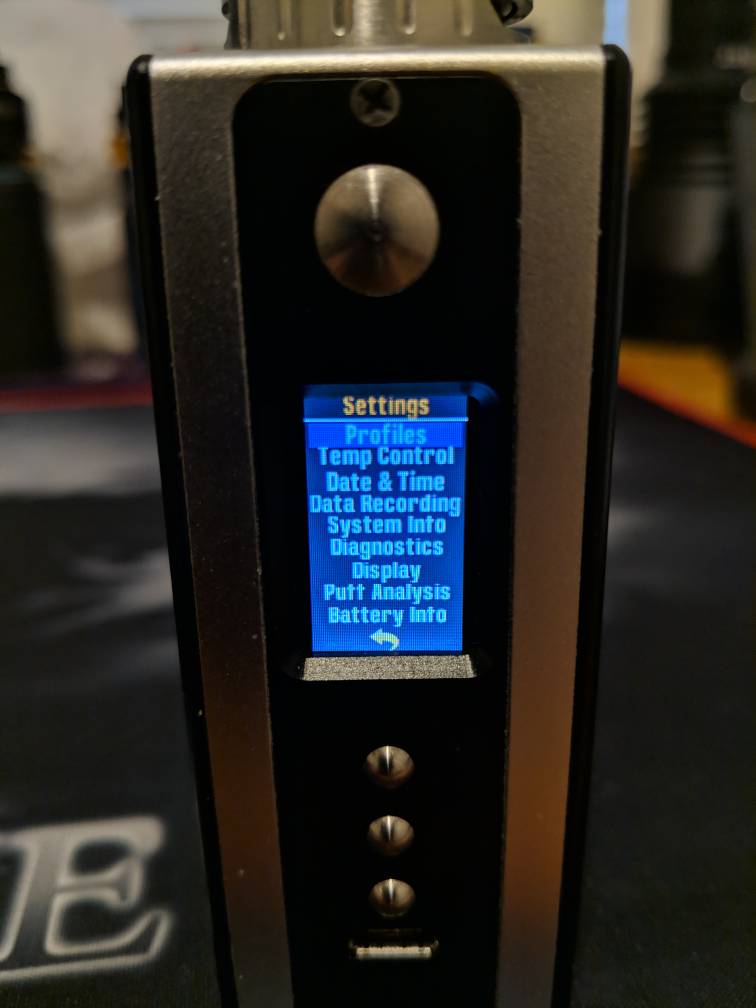 Settings
Profiles
Temp Control
Date & Time
Data Recording
System Info
Diagnostics
Display
Puff Analysis
Battery Info
E